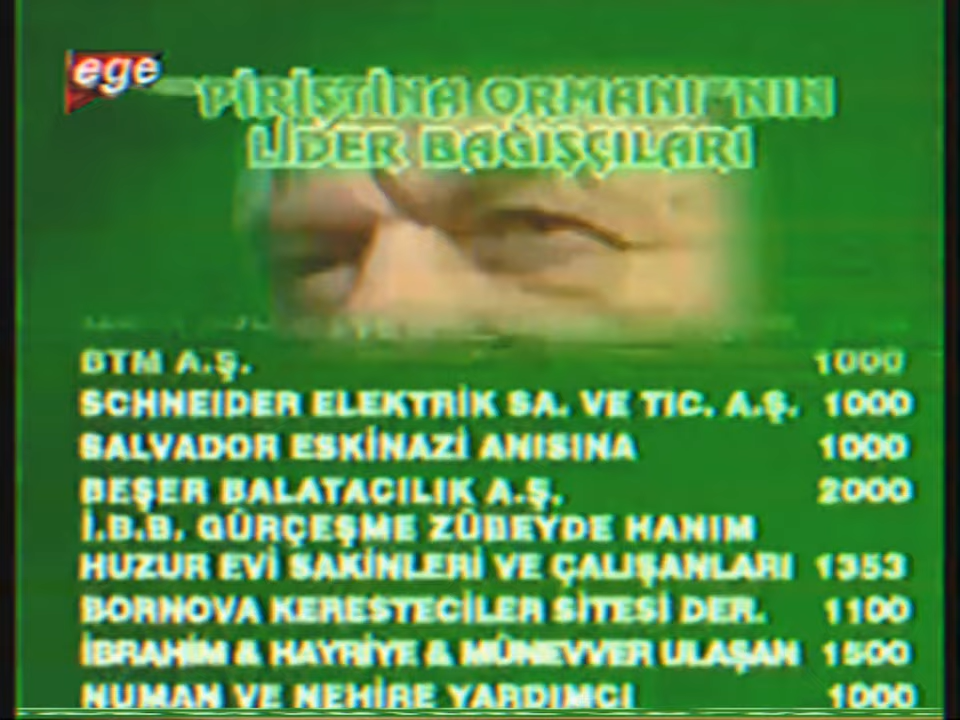 ege
"PİRİŞTİNA ORMANI"NIN
LİDER BAĞIŞÇILARI
BTM A.Ş. 1000
SCHNEIDER ELEKTRİK SA. VE TIC. A.Ş. 1000
SALVADOR ESKİNAZİ ANISINA 1000
BEŞER BALATACILIK A.Ş. 2000
İ.B.B. GÜRÇEŞME ZÜBEYDE HANIM
HUZUR EVİ SAKİNLERİ VE ÇALIŞANLARI 1353
BORNOVA KERESTECİLER SİTESİ DER. 1100
İBRAHİM & HAYRİYE & MÜNEVVER ULAŞAN 1500
NUMAN VE NEHİRE YARDIMCI 1000